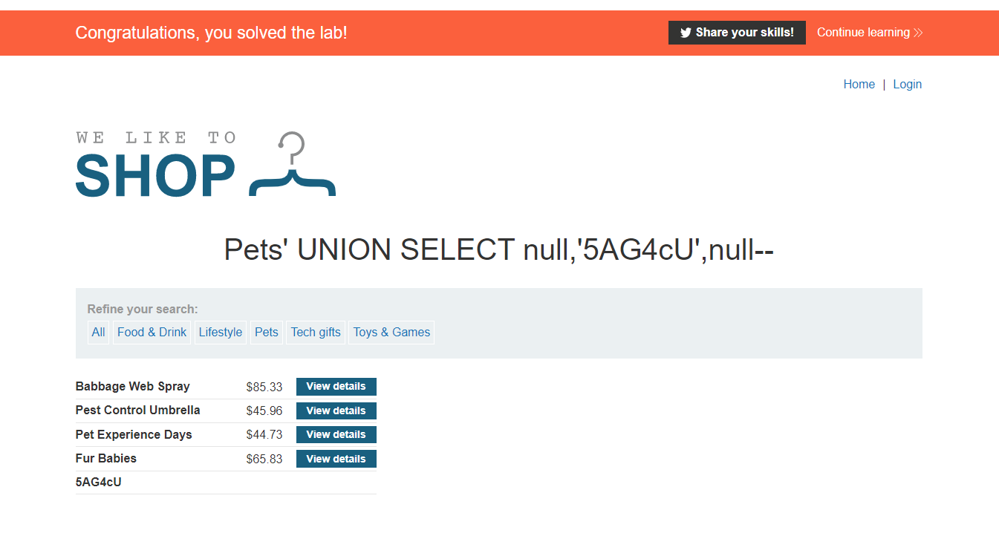 Congratulations, you solved the lab!
Share your skills!
Continue learning
Home | Login
WE LIKE TO
SHOP
Pets' UNION SELECT null,'5AG4cU',null--
Refine your search:
All Food & Drink Lifestyle Pets Tech gifts Toys & Games
Babbage Web Spray $85.33 View details
Pest Control Umbrella $45.96 View details
Pet Experience Days $44.73 View details
Fur Babies $65.83 View details
5AG4cU